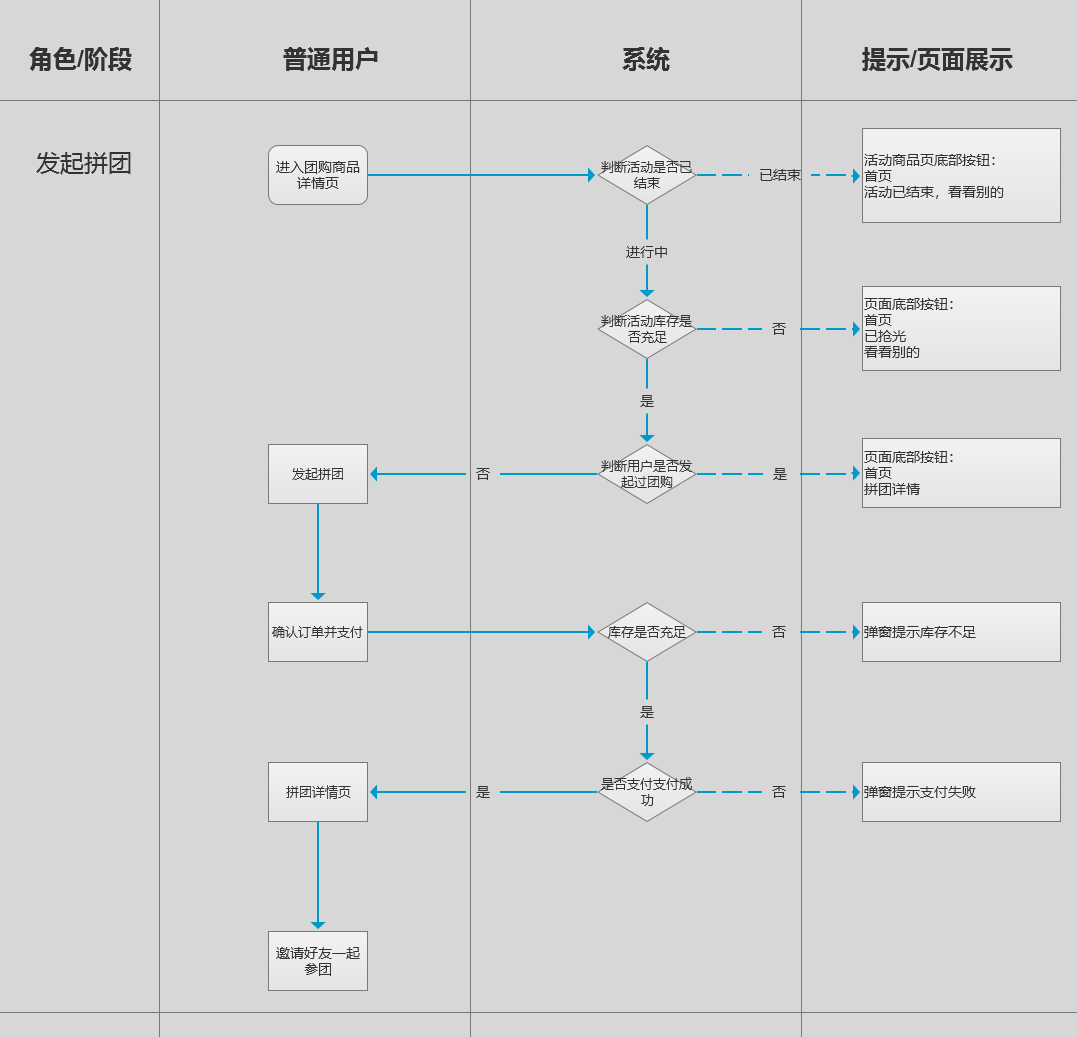 角色/阶段
普通用户
系统
提示/页面展示
发起拼团
进入团购商品
详情页
判断活动是否已
结束
已结束
活动商品页底部按钮：
首页
活动已结束，看看别的
进行中
判断活动库存是
否充足
否
页面底部按钮：
首页
已抢光
看看别的
是
发起拼团
否
判断用户是否发
起过团购
是
页面底部按钮：
首页
拼团详情
确认订单并支付
库存是否充足
否
弹窗提示库存不足
是
拼团详情页
是
是否支付支付成
功
否
弹窗提示支付失败
邀请好友一起
参团